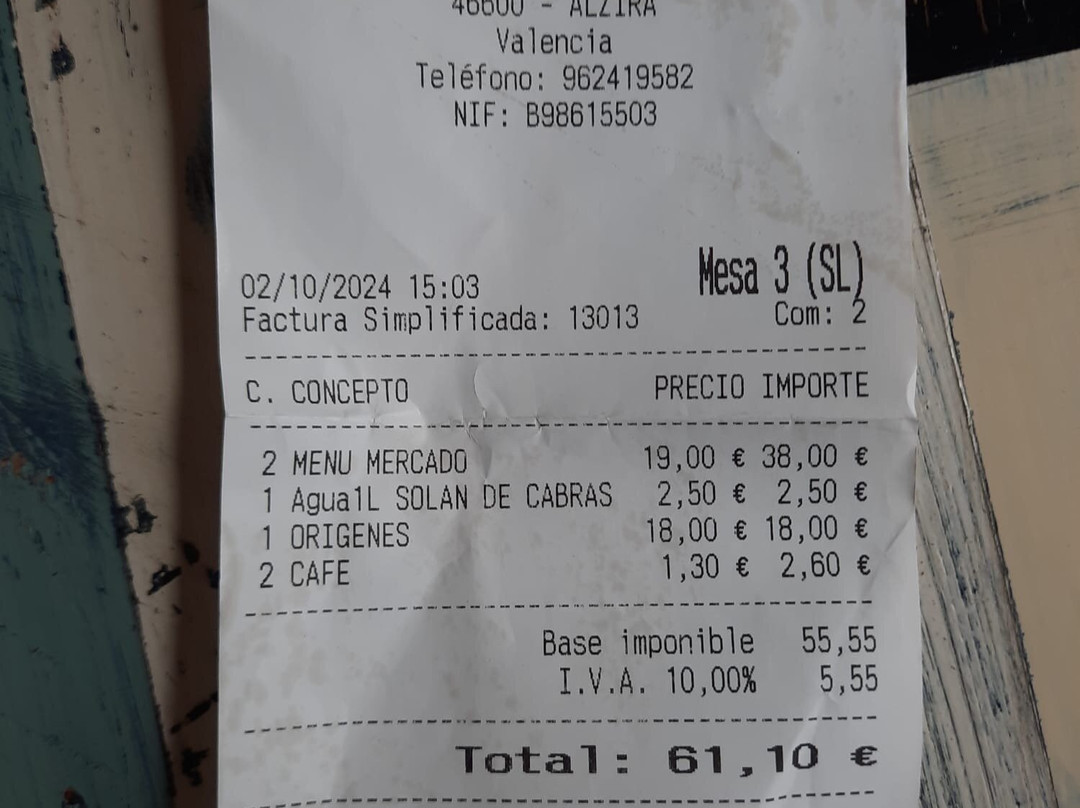 46600 - ALZIRA
Valencia
Teléfono: 962419582
NIF: B98615503
Mesa 3 (SL)
02/10/2024 15:03
Factura Simplificada: 13013 Com: 2
C. CONCEPTO PRECIO IMPORTE
2 MENU MERCADO 19,00 € 38,00 €
1 Agua1L SOLAN DE CABRAS 2,50 € 2,50 €
1 ORIGENES 18,00 € 18,00 €
2 CAFE 1,30 € 2,60 €
Base imponible 55,55
I.V.A. 10,00% 5,55
Total: 61,10 €